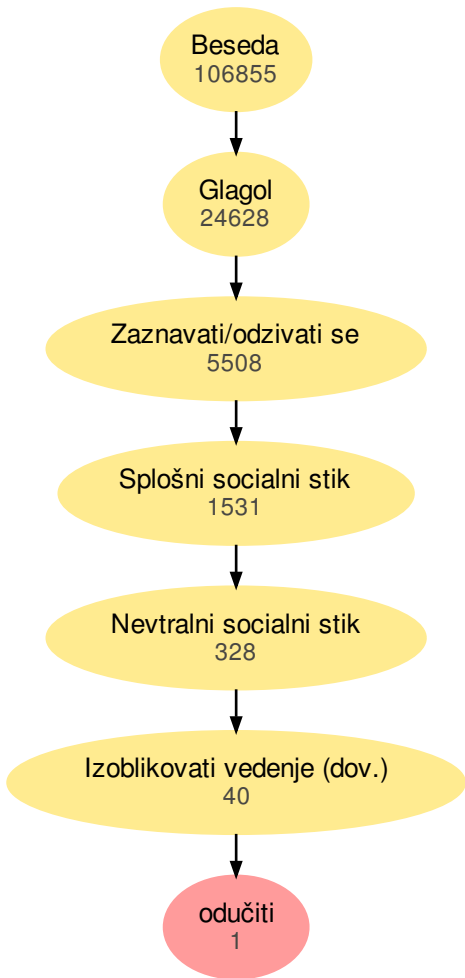 Beseda
106855
Glagol
24628
Zaznavati/odzivati se
5508
Splošni socialni stik
1531
Nevtralni socialni stik
328
Izoblikovati vedenje (dov.)
40
odučiti
1